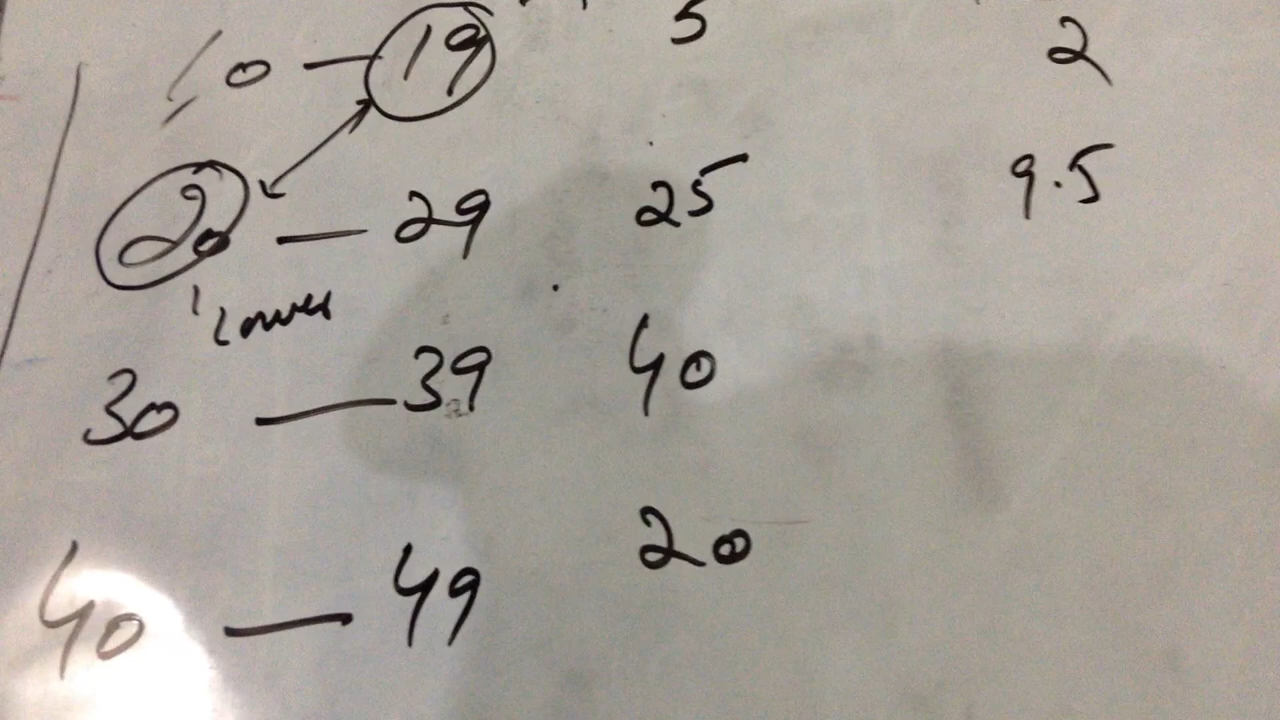 10 — 19 5 2
20 — 29 25 9.5
Lower
30 — 39 40
40 — 49 20